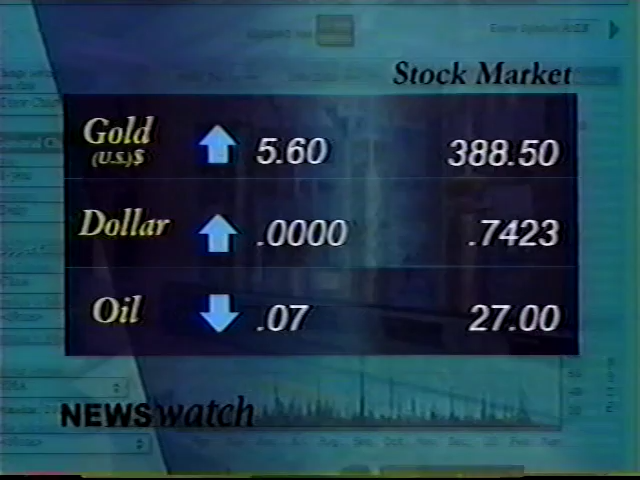 Stock Market
Gold 5.60 388.50
(U.S.)$
Dollar .0000 .7423
Oil .07 27.00
NEWSwatch